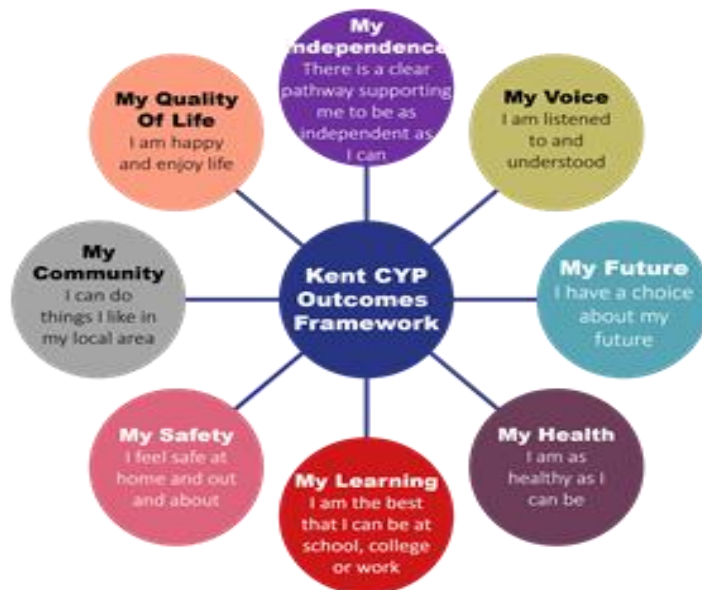 My
Independence
There is a clear
pathway supporting
me to be as
independent as
I can
My Voice
I am listened
to and
understood
My Future
I have a choice
about my
future
My Health
I am as
healthy as I
can be
My Learning
I am the best
that I can be at
school, college
or work
My Safety
I feel safe at
home and out
and about
My
Community
I can do
things I like in
my local area
My Quality
Of Life
I am happy
and enjoy life
Kent CYP
Outcomes
Framework